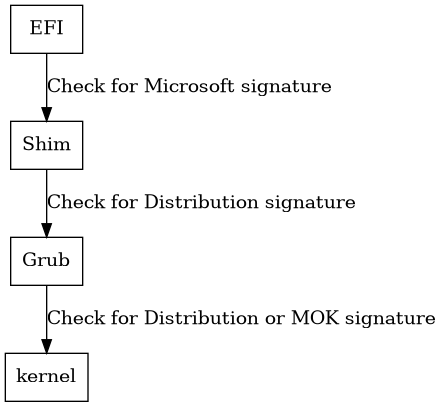 EFI
Check for Microsoft signature
Shim
Check for Distribution signature
Grub
Check for Distribution or MOK signature
kernel